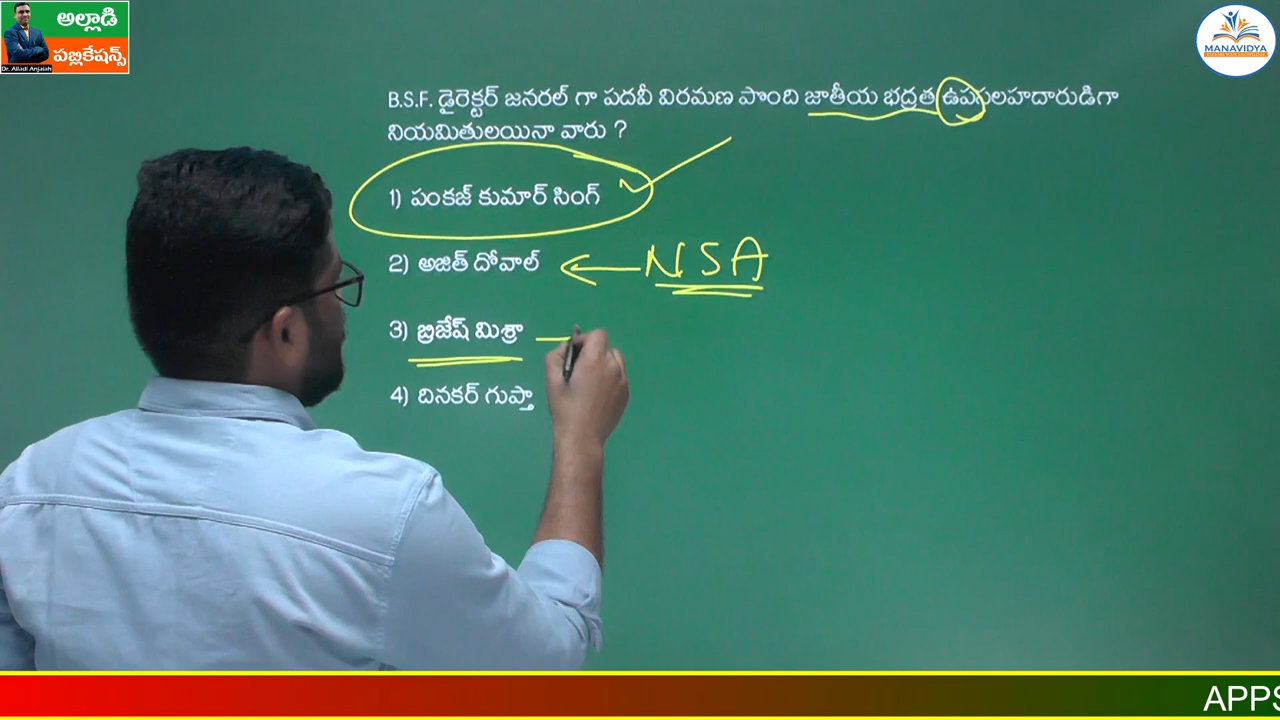 అల్లాడి
పబ్లికేషన్స్
Dr. Alladi Anjaiah
MANAVIDYA
B.S.F. డైరెక్టర్ జనరల్ గా పదవీ విరమణ పొంది జాతీయ భద్రత ఉపసలహదారుడిగా
నియమితులయినా వారు ?
1) పంకజ్ కుమార్ సింగ్
2) అజిత్ దోవాల్ NSA
3) బ్రిజేష్ మిశ్రా
4) దినకర్ గుప్తా
APPS